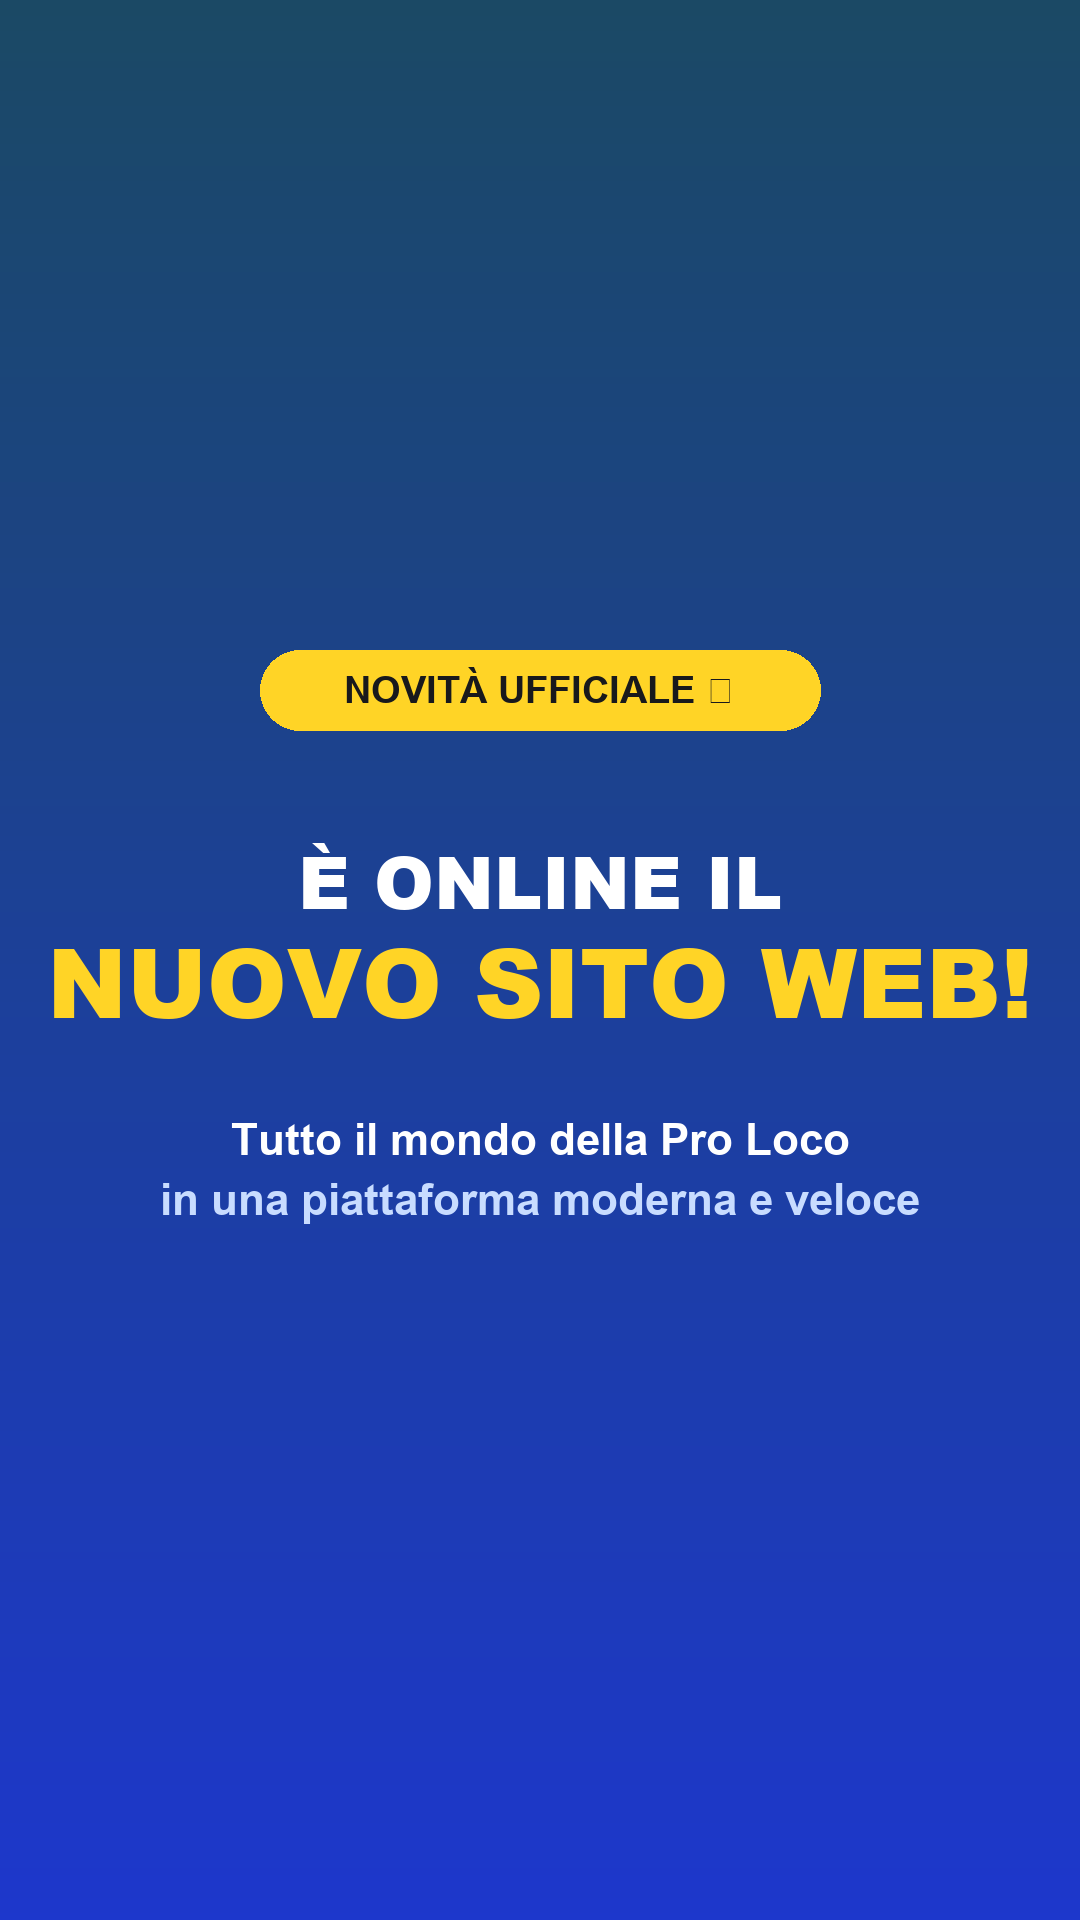 NOVITÀ UFFICIALE
È ONLINE IL
NUOVO SITO WEB!
Tutto il mondo della Pro Loco
in una piattaforma moderna e veloce